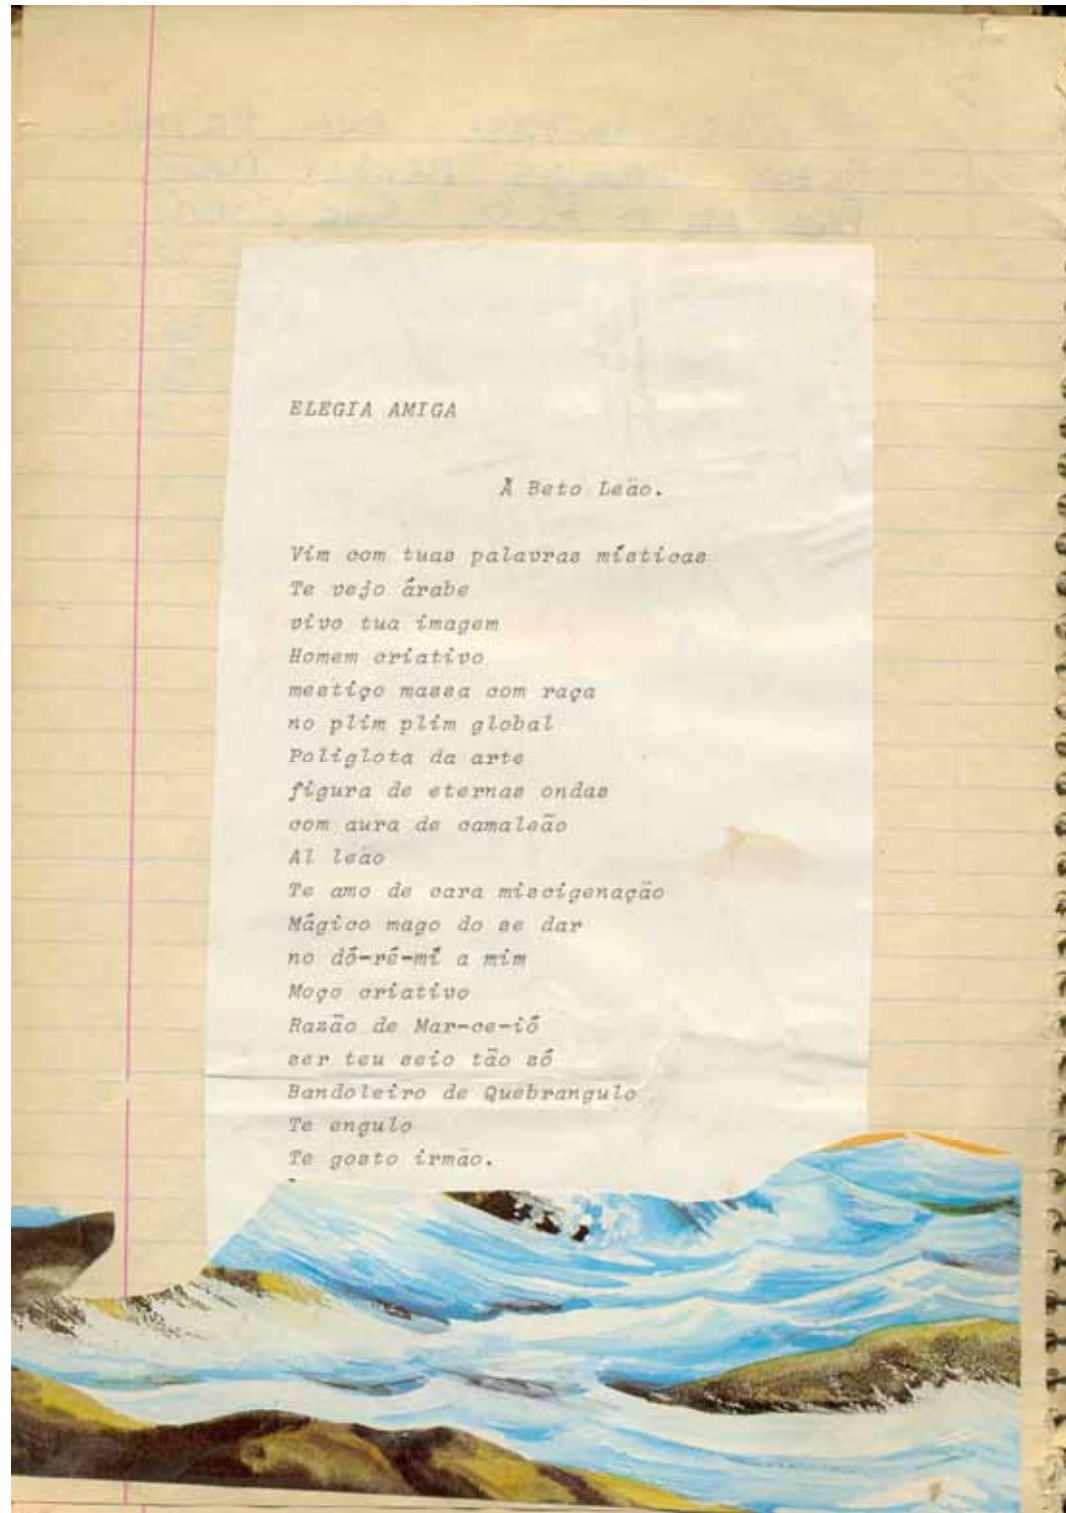 ELEGIA AMIGA
À Beto Leão.
Vim com tuas palavras místicas
Te vejo árabe
vivo tua imagem
Homem criativo
mestiço massa com raça
no plim plim global
Poliglota da arte
figura de eternas ondas
com aura de camaleão
Al leão
Te amo de cara miscigenação
Mágico mago do se dar
no dó-ré-mí a mim
Moço criativo
Razão de Mar-ce-ió
ser teu seio tão só
Bandoleiro de Quebrangulo
Te engulo
Te gosto irmão.